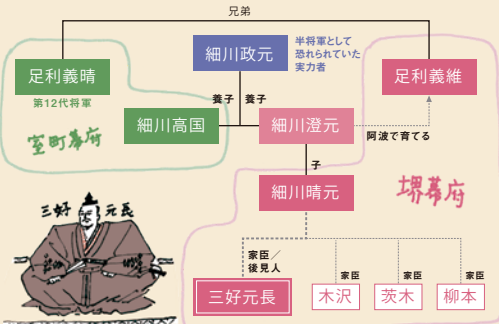 兄弟
足利義晴
第12代将軍
細川政元
半将軍として
恐れられていた
実力者
足利義維
養子 養子
細川高国
細川澄元
阿波で育てる
室町幕府
子
細川晴元
堺幕府
三好 元長
家臣/
後見人
三好元長
家臣
木沢
家臣
茨木
家臣
柳本